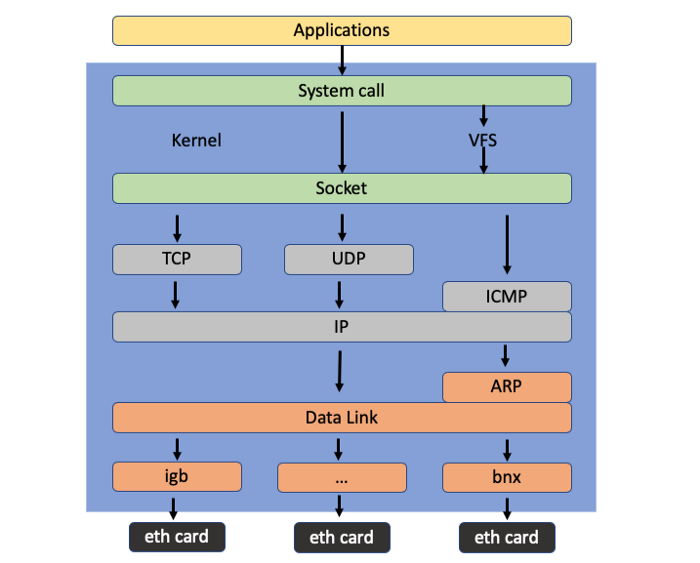 Applications
System call
Kernel
VFS
Socket
TCP
UDP
ICMP
IP
ARP
Data Link
igb
...
bnx
eth card
eth card
eth card